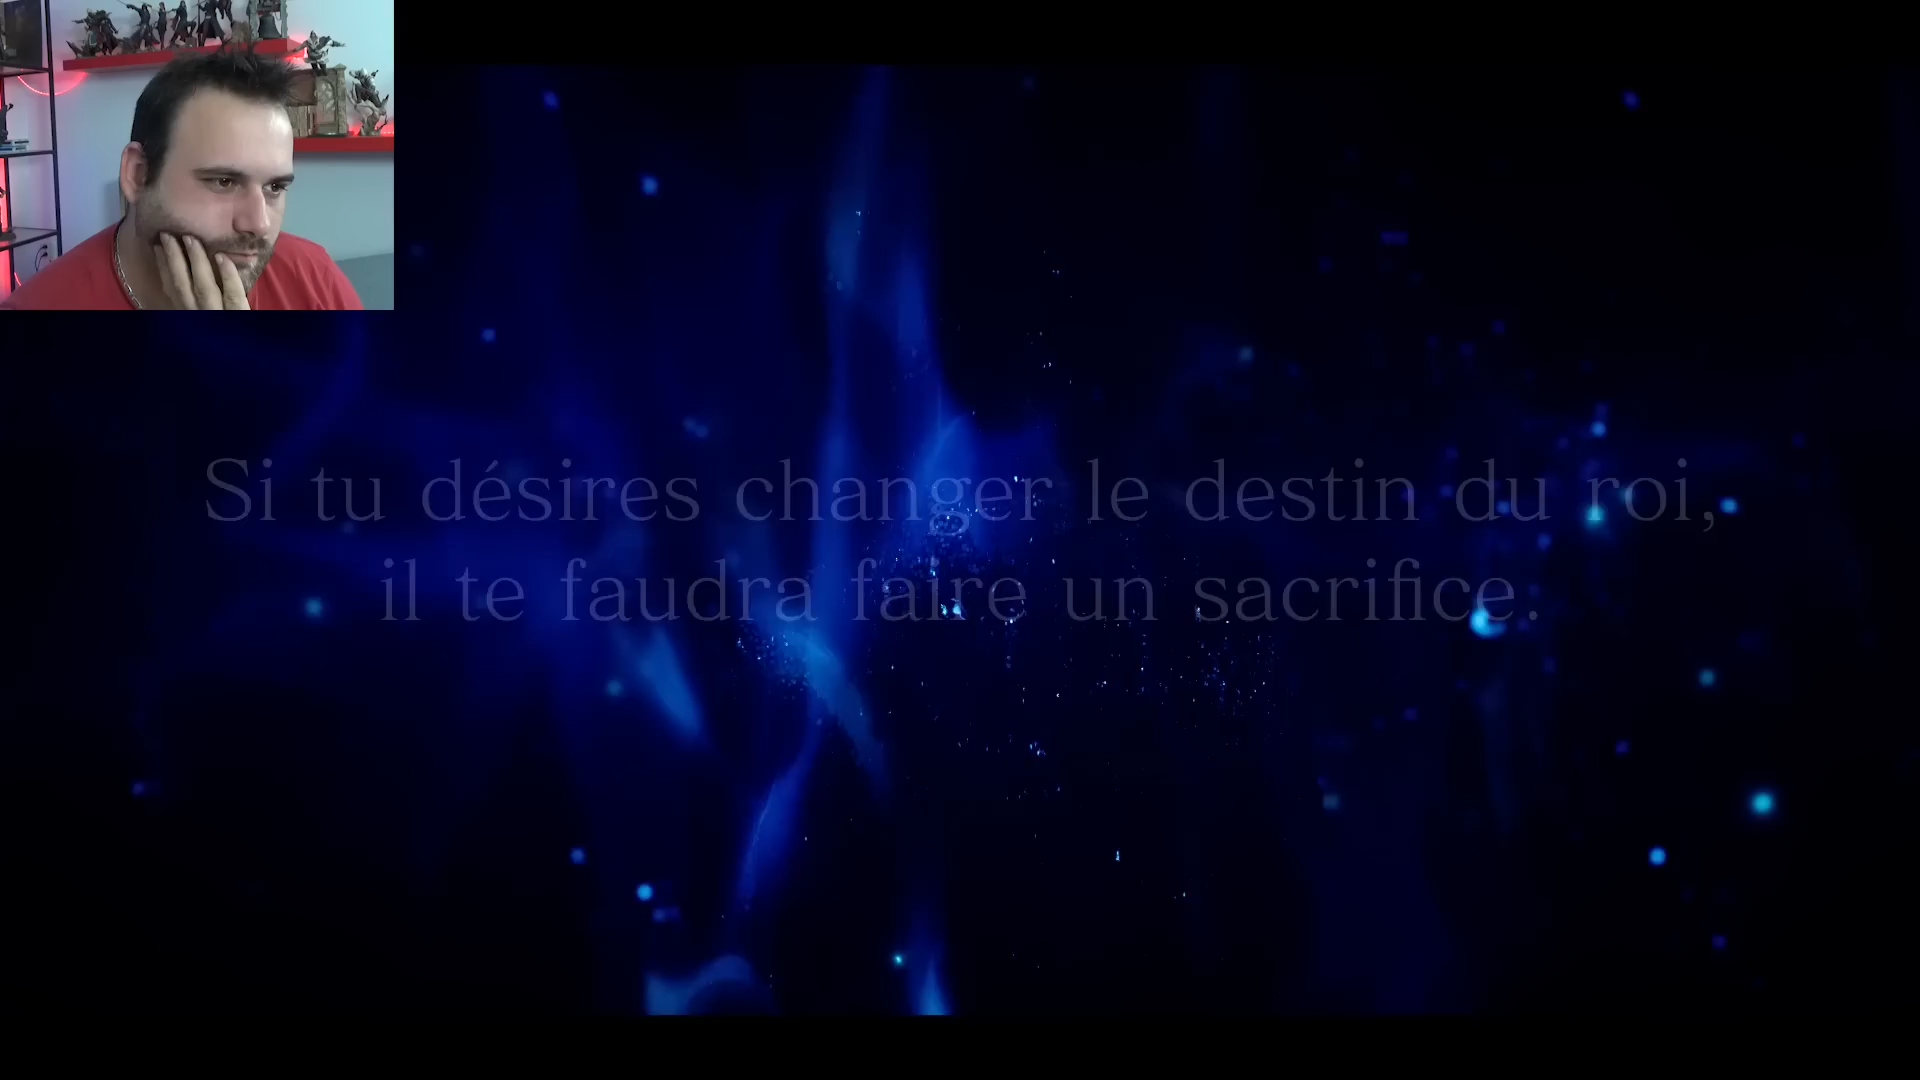 Si tu désires changer le destin du roi,
il te faudra faire un sacrifice.